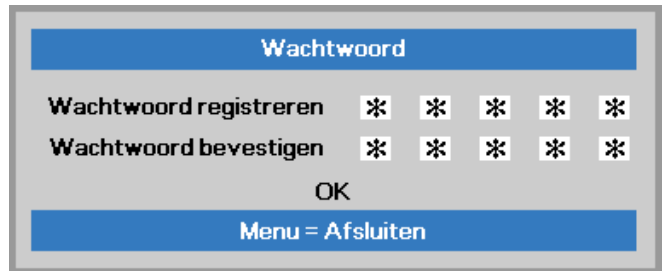 Wachtwoord
Wachtwoord registreren * * * * *
Wachtwoord bevestigen * * * * *
OK
Menu = Afsluiten